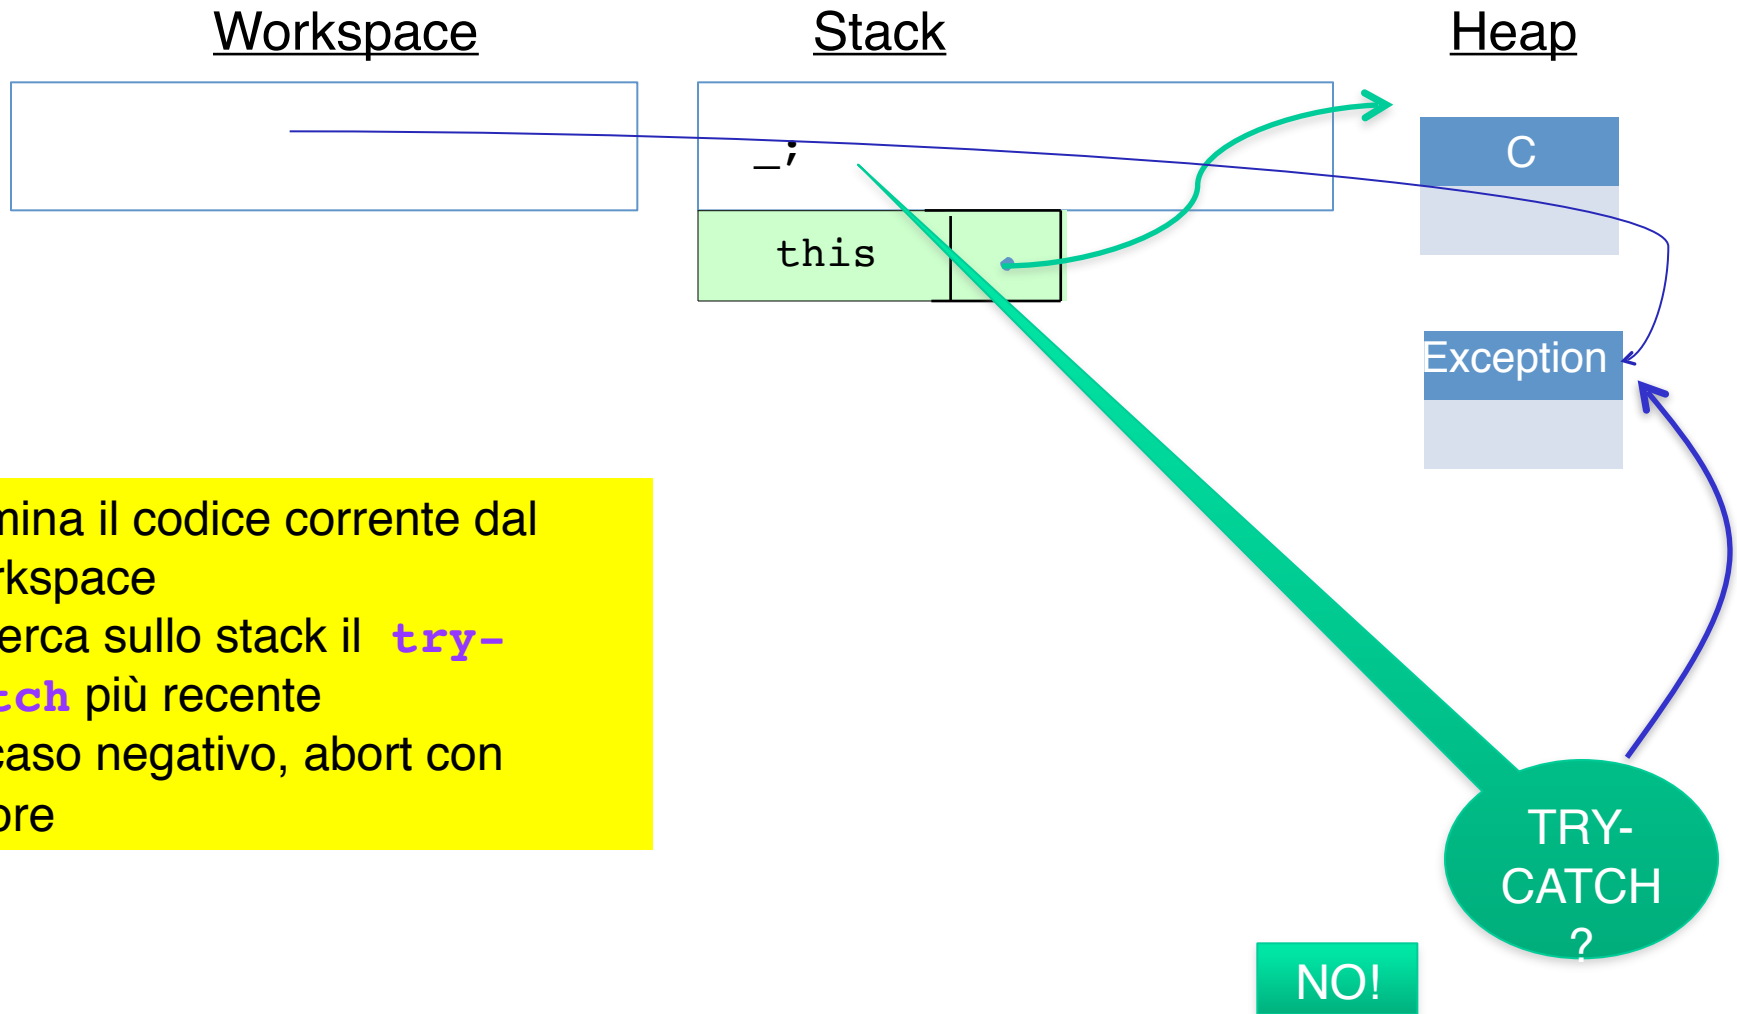 Workspace
Stack
Heap
_;
C
this
Exception
mina il codice corrente dal
rkspace
erca sullo stack il try-
tch più recente
caso negativo, abort con
ore
TRY-
CATCH
?
NO!